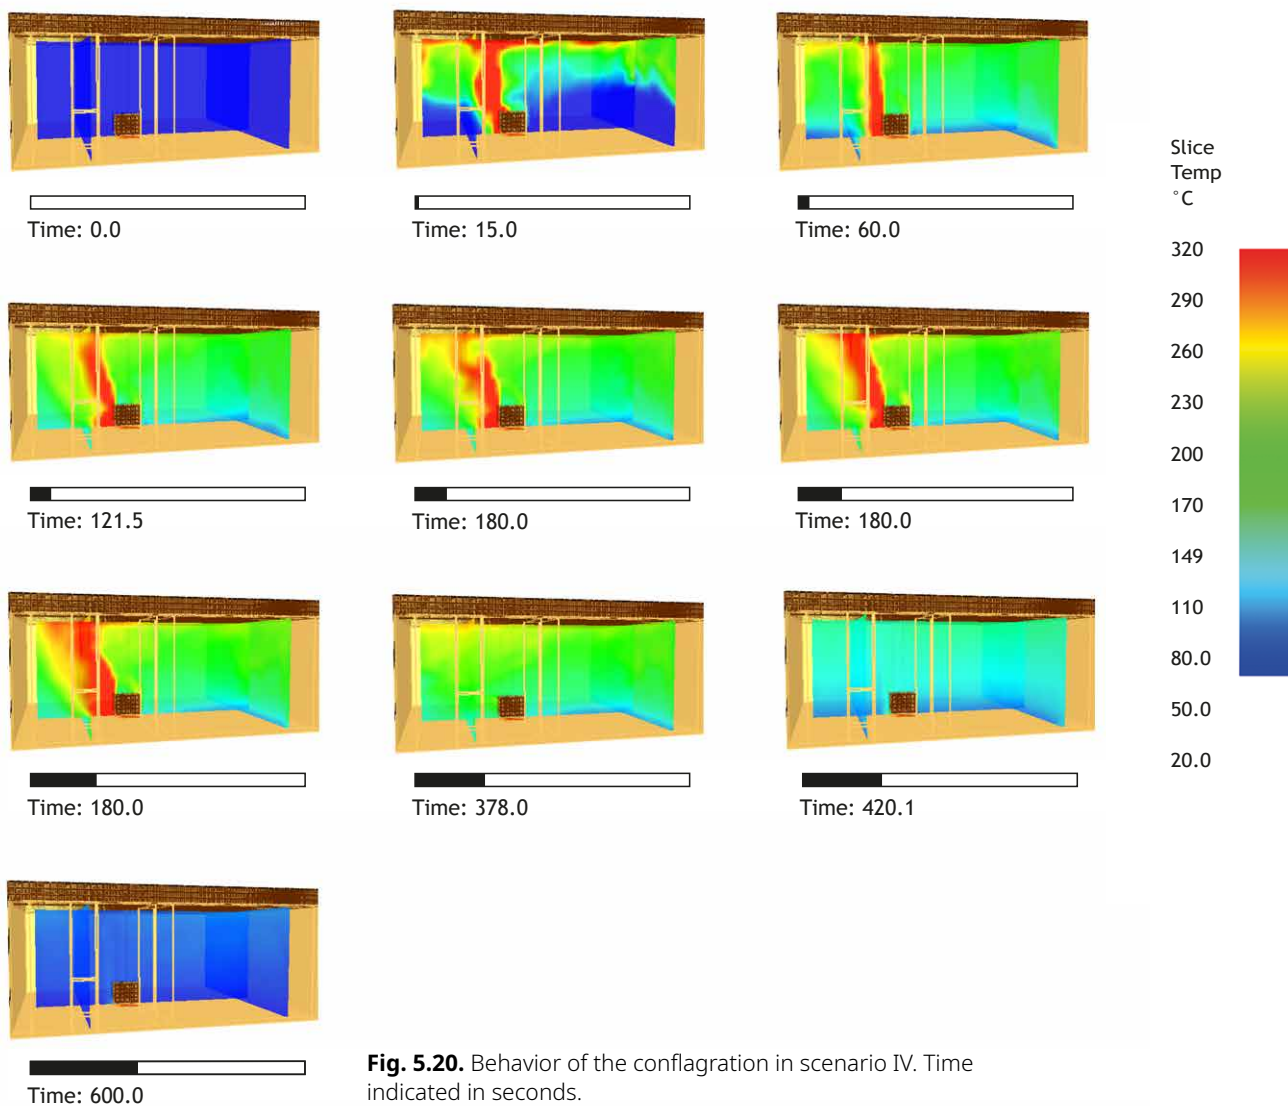 Time: 0.0
Time: 15.0
Time: 60.0
Slice
Temp
°C
320
290
260
230
200
170
149
110
80.0
50.0
20.0
Time: 121.5
Time: 180.0
Time: 180.0
Time: 180.0
Time: 378.0
Time: 420.1
Time: 600.0
Fig. 5.20. Behavior of the conflagration in scenario IV. Time
indicated in seconds.